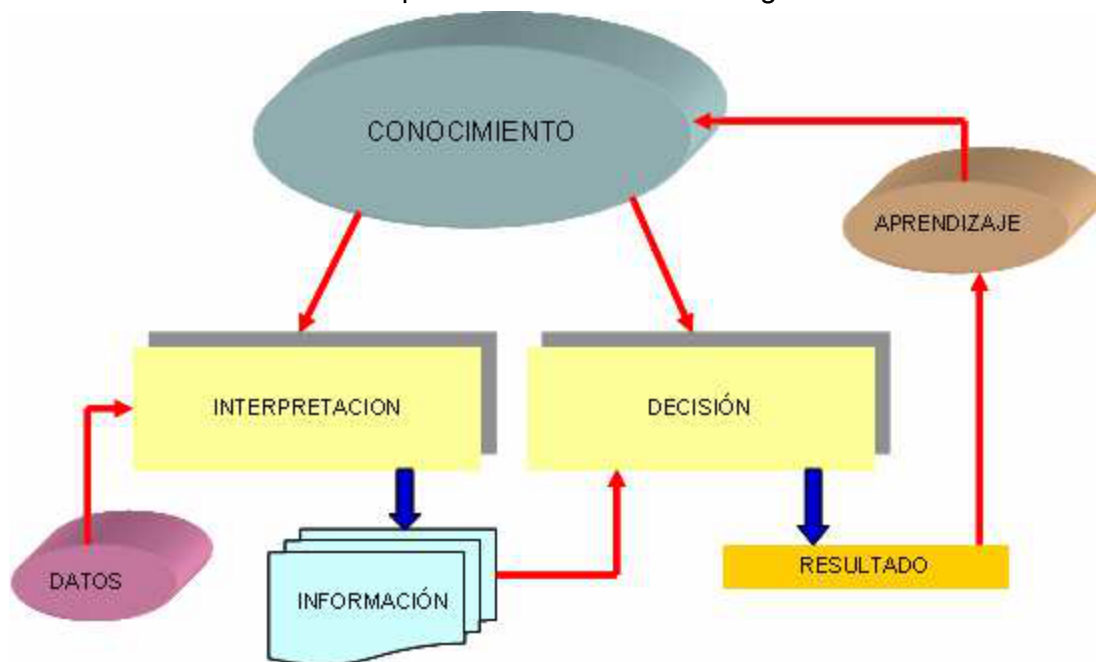 CONOCIMIENTO
APRENDIZAJE
INTERPRETACION
DECISIÓN
DATOS
INFORMACIÓN
RESULTADO